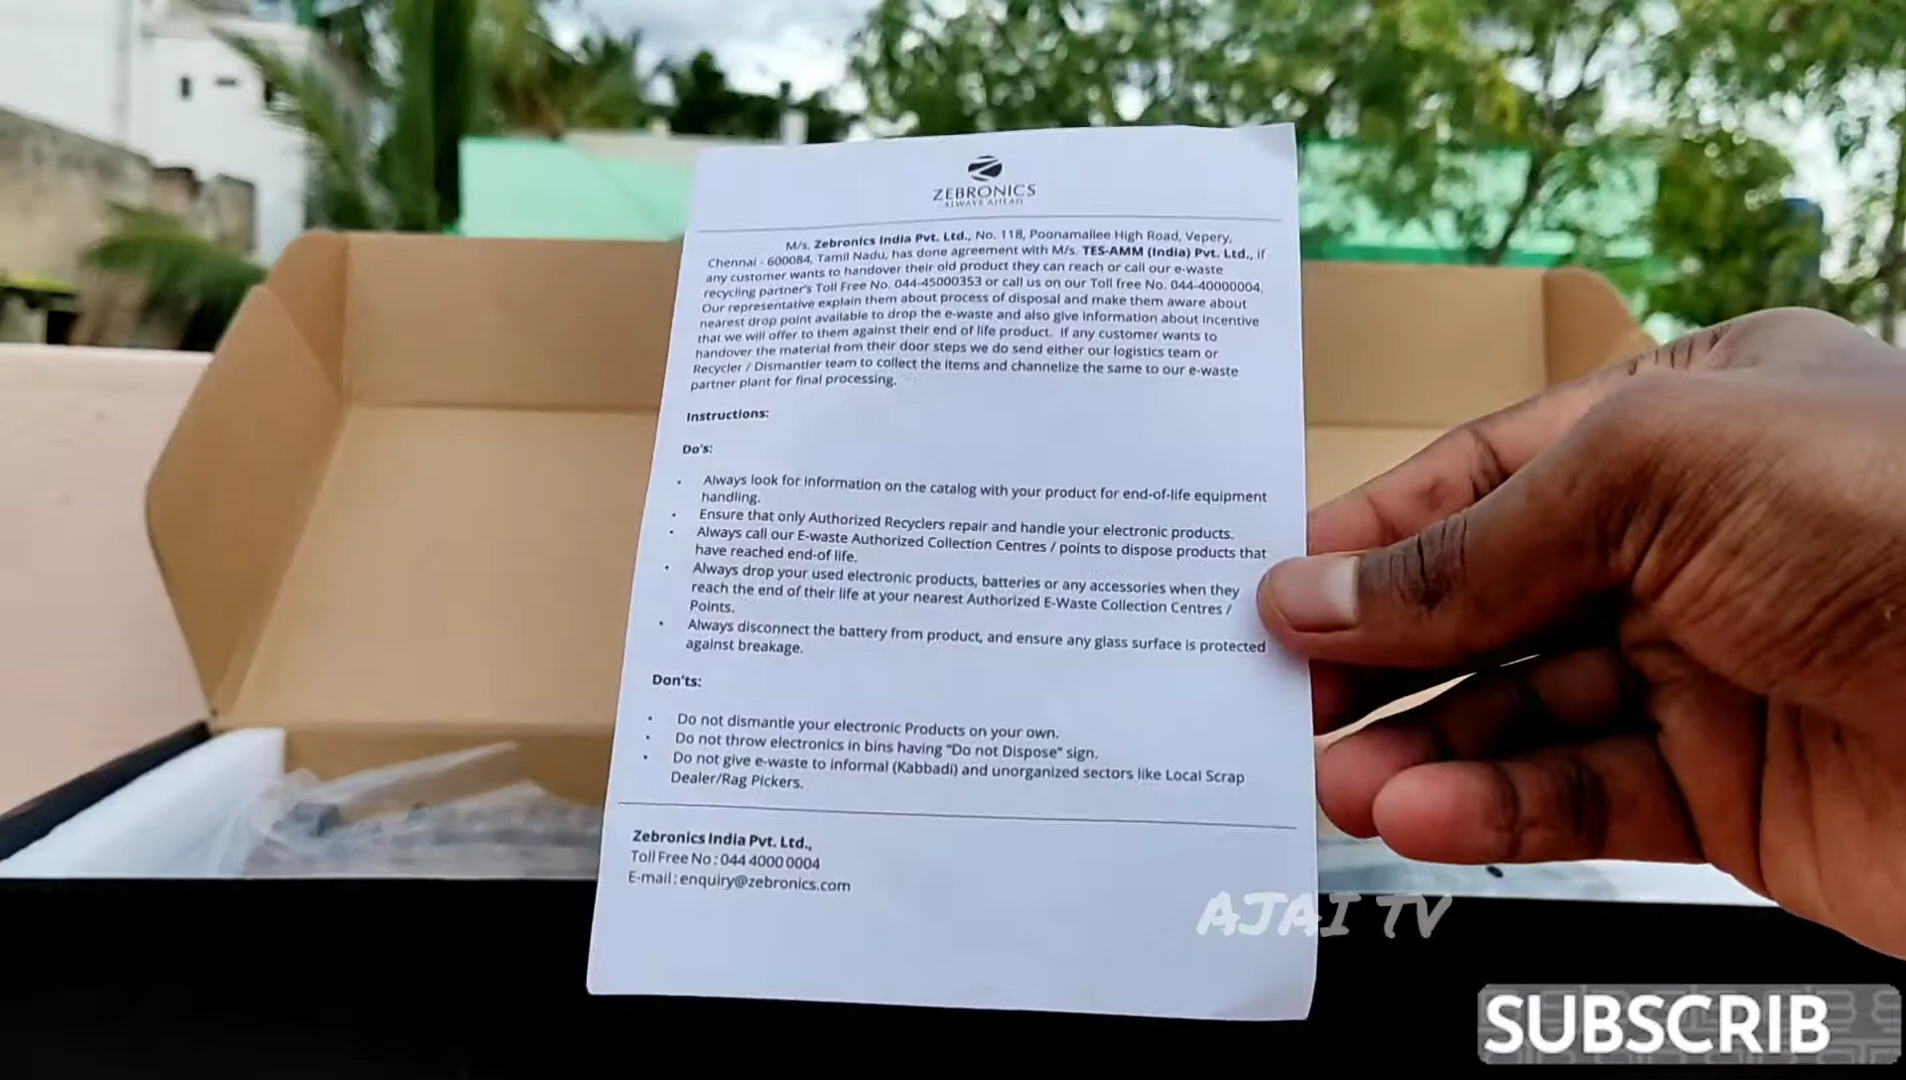 ZEBRONICS
ALWAYS AHEAD
M/s. Zebronics India Pvt. Ltd., No. 118, Poonamallee High Road, Vepery,
Chennai - 600084, Tamil Nadu, has done agreement with M/s. TES-AMM (India) Pvt. Ltd., if
any customer wants to handover their old product they can reach or call our e-waste
recycling partner's Toll Free No. 044-45000353 or call us on our Toll free No. 044-40000004.
Our representative explain them about process of disposal and make them aware about
nearest drop point available to drop the e-waste and also give information about incentive
that we will offer to them against their end of life product. If any customer wants to
handover the material from their door steps we do send either our logistics team or
Recycler / Dismantler team to collect the items and channelize the same to our e-waste
partner plant for final processing.
Instructions:
Do's:
• Always look for information on the catalog with your product for end-of-life equipment
handling.
• Ensure that only Authorized Recyclers repair and handle your electronic products.
• Always call our E-waste Authorized Collection Centres / points to dispose products that
have reached end-of life.
• Always drop your used electronic products, batteries or any accessories when they
reach the end of their life at your nearest Authorized E-Waste Collection Centres /
Points.
• Always disconnect the battery from product, and ensure any glass surface is protected
against breakage.
Don'ts:
• Do not dismantle your electronic Products on your own.
• Do not throw electronics in bins having "Do not Dispose" sign.
• Do not give e-waste to informal (Kabbadi) and unorganized sectors like Local Scrap
Dealer/Rag Pickers.
Zebronics India Pvt. Ltd.,
Toll Free No : 044 4000 0004
E-mail : enquiry@zebronics.com
AJAI TV
SUBSCRIB